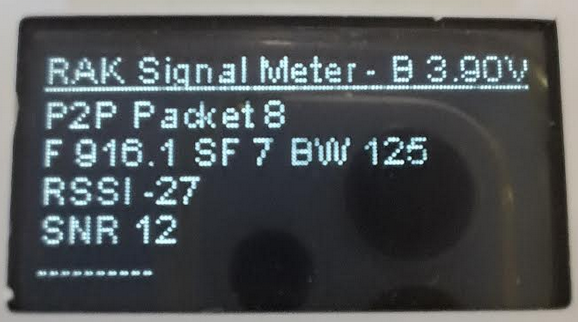 RAK Signal Meter - B 3.90V
P2P Packet 8
F 916.1 SF 7 BW 125
RSSI -27
SNR 12
----------